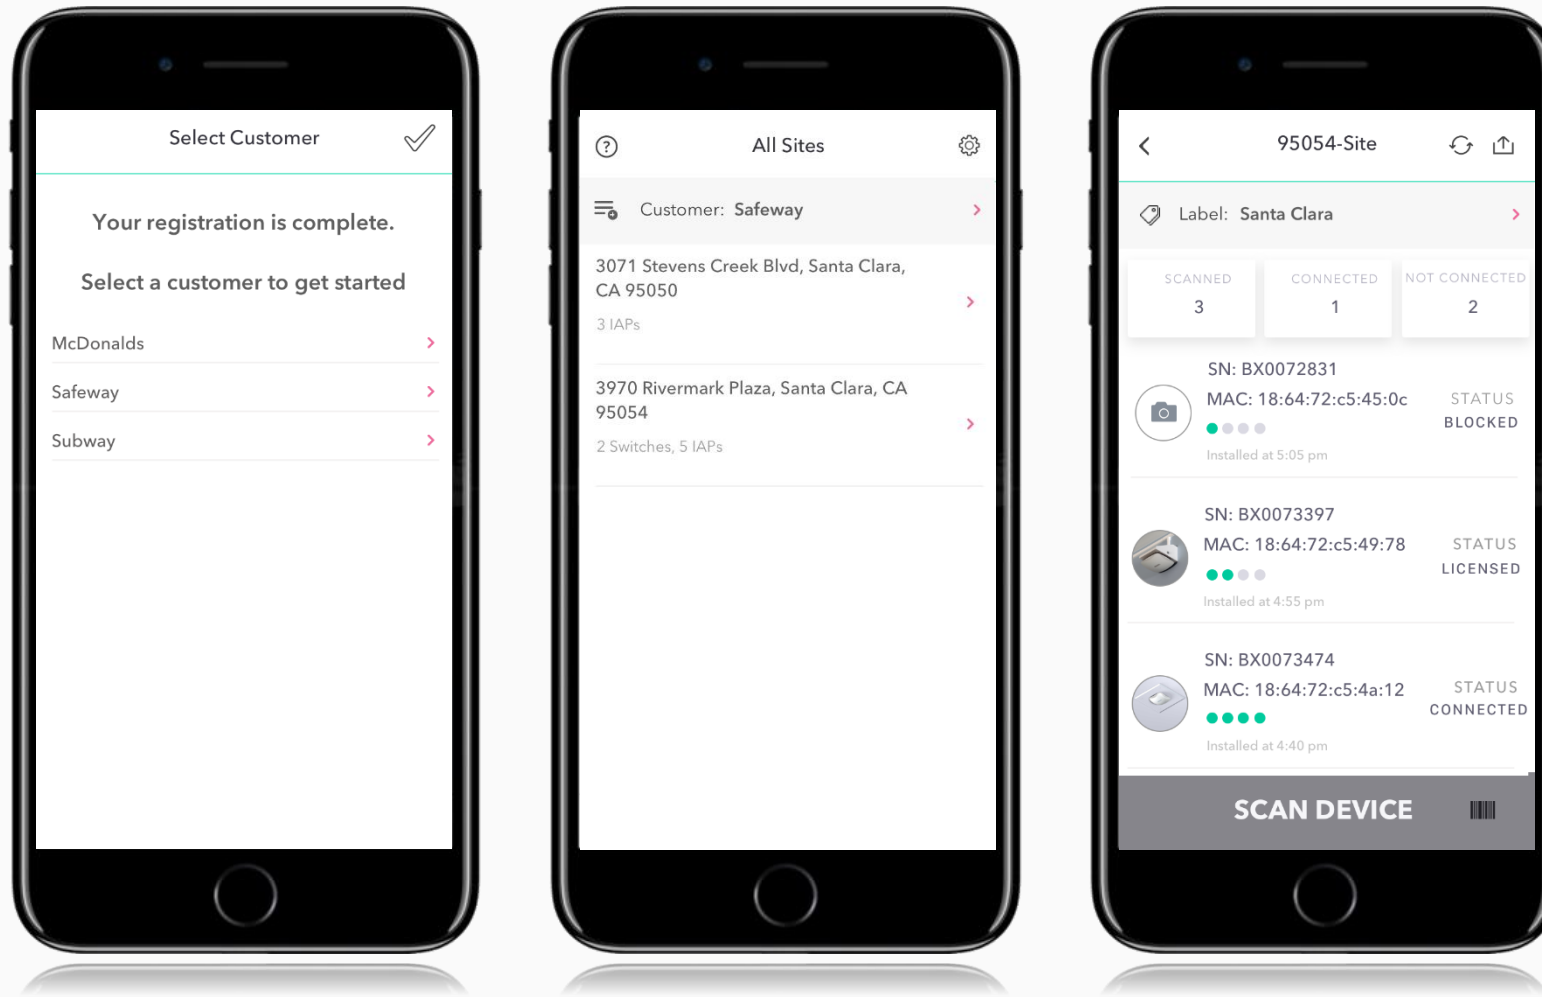 Select Customer
Your registration is complete.
Select a customer to get started
McDonalds
Safeway
Subway
All Sites
Customer: Safeway
3071 Stevens Creek Blvd, Santa Clara,
CA 95050
3 IAPs
3970 Rivermark Plaza, Santa Clara, CA
95054
2 Switches, 5 IAPs
95054-Site
Label: Santa Clara
SCANNED CONNECTED NOT CONNECTED
3 1 2
SN: BX0072831
MAC: 18:64:72:c5:45:0c
STATUS
BLOCKED
Installed at 5:05 pm
SN: BX0073397
MAC: 18:64:72:c5:49:78
STATUS
LICENSED
Installed at 4:55 pm
SN: BX0073474
MAC: 18:64:72:c5:4a:12
STATUS
CONNECTED
Installed at 4:40 pm
SCAN DEVICE